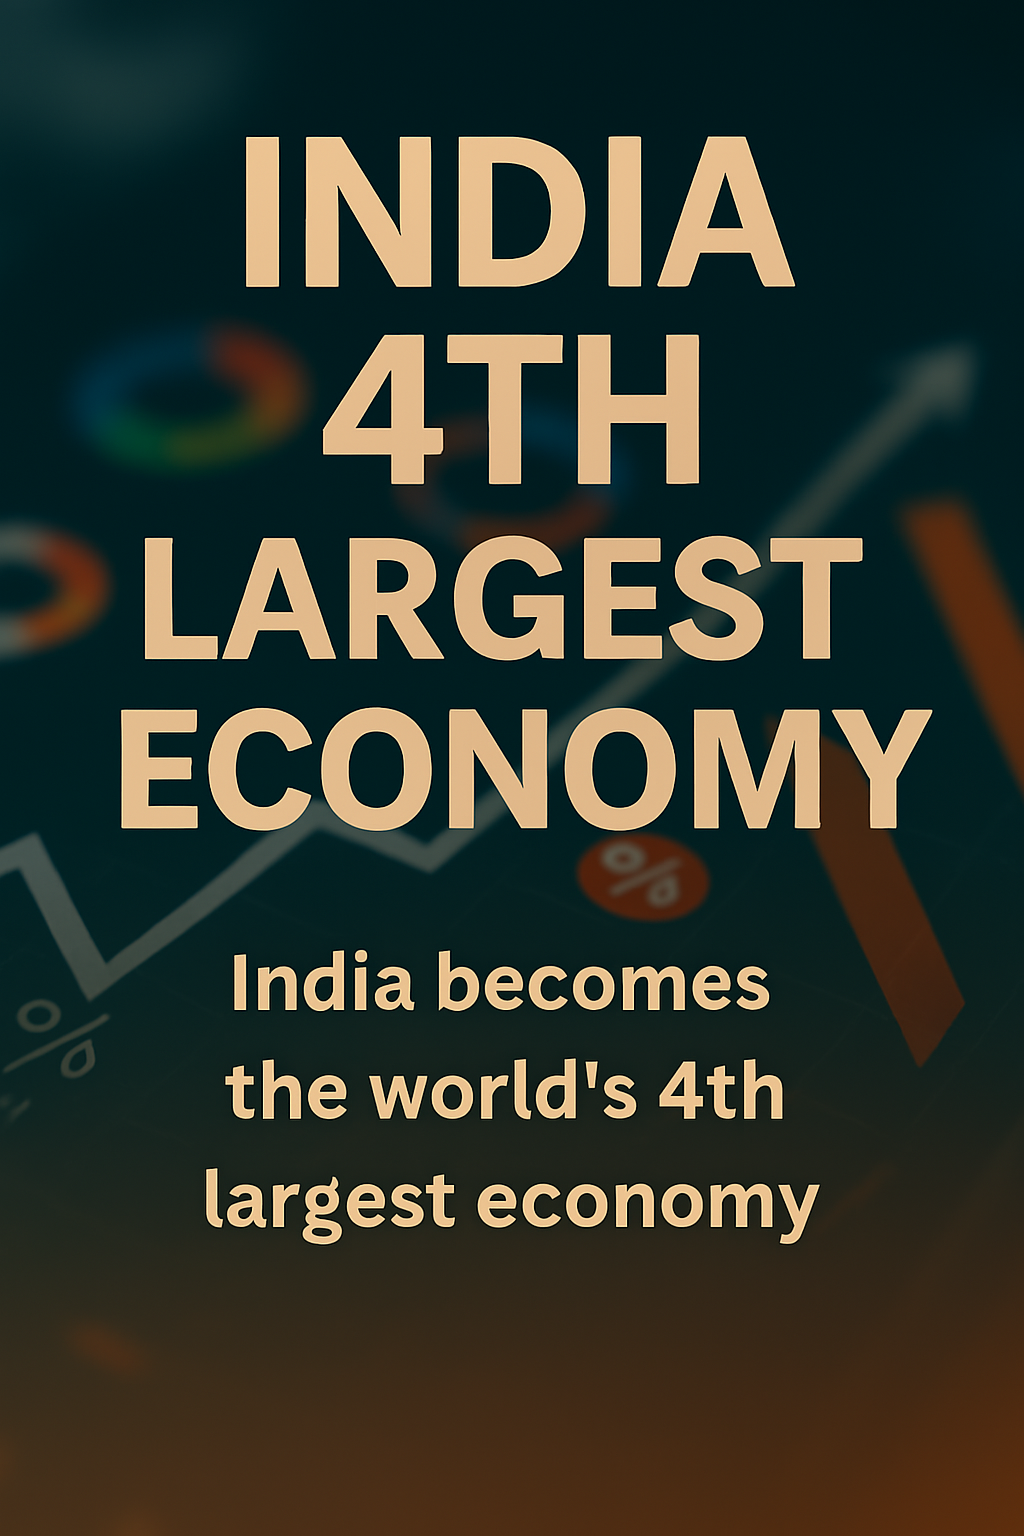 INDIA
4TH
LARGEST
ECONOMY
%
%
India becomes
the world's 4th
largest economy